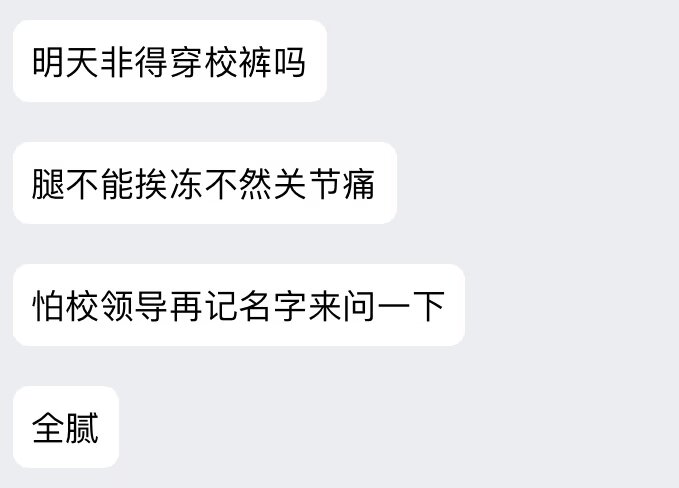 明天非得穿校裤吗
腿不能挨冻不然关节痛
怕校领导再记名字来问一下
全腻